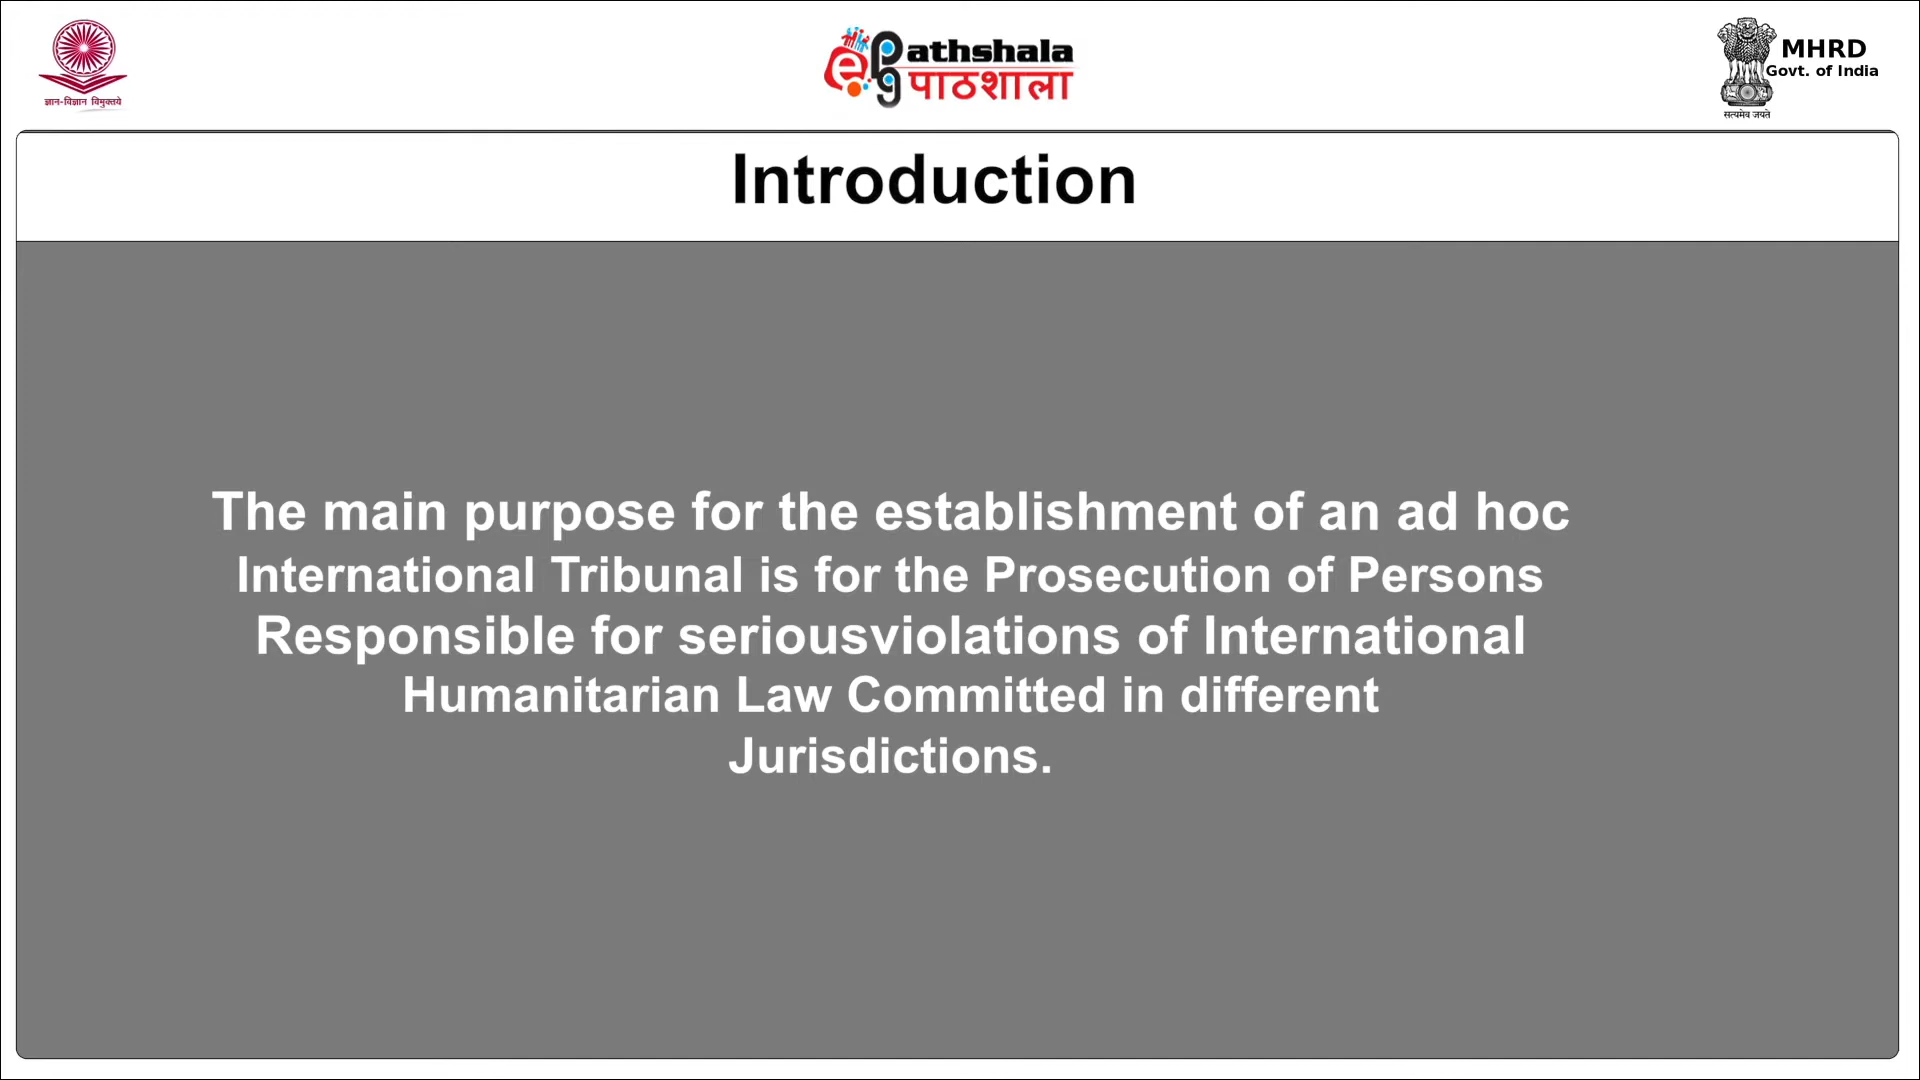 ज्ञान-विज्ञान विमुक्तये
e Pg athshala
पाठशाला
MHRD
Govt. of India
सत्यमेव जयते
Introduction
The main purpose for the establishment of an ad hoc
International Tribunal is for the Prosecution of Persons
Responsible for seriousviolations of International
Humanitarian Law Committed in different
Jurisdictions.